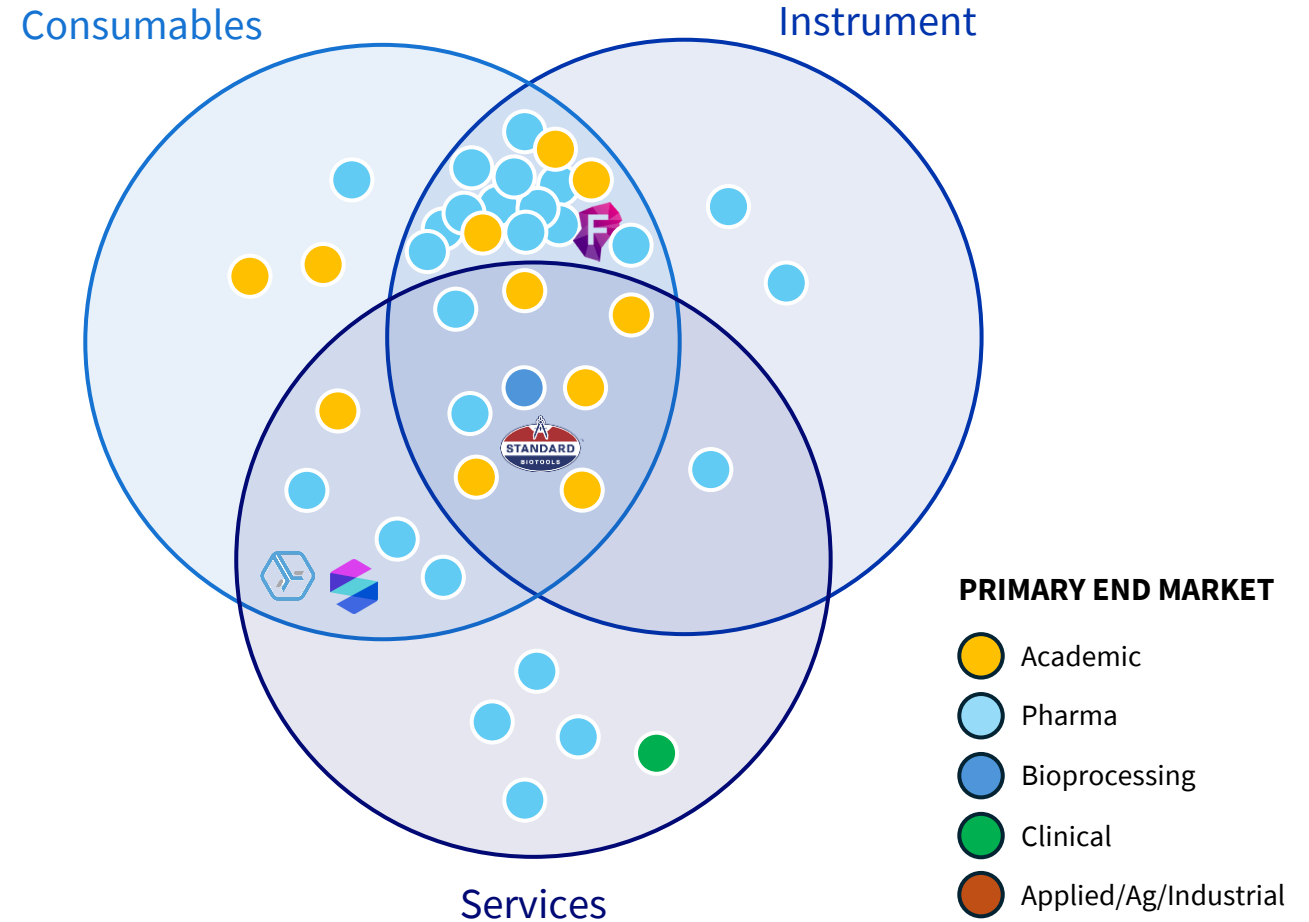 Consumables
Instrument
F
STANDARD
BIOTOOLS
Services
PRIMARY END MARKET
Academic
Pharma
Bioprocessing
Clinical
Applied/Ag/Industrial